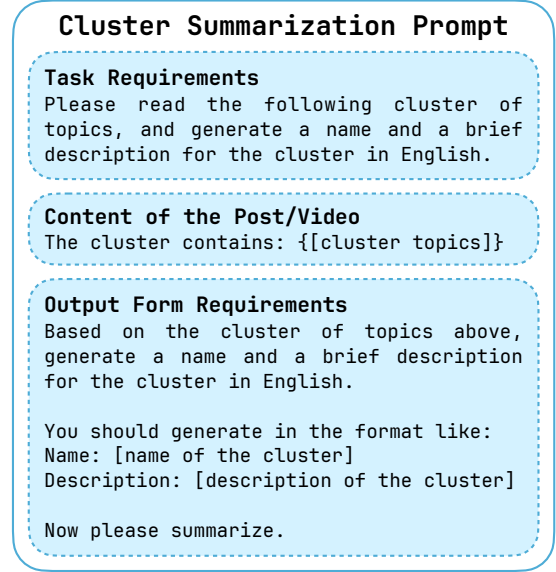 Cluster Summarization Prompt
Task Requirements
Please read the following cluster of
topics, and generate a name and a brief
description for the cluster in English.
Content of the Post/Video
The cluster contains: {[cluster topics]}
Output Form Requirements
Based on the cluster of topics above,
generate a name and a brief description
for the cluster in English.
You should generate in the format like:
Name: [name of the cluster]
Description: [description of the cluster]
Now please summarize.